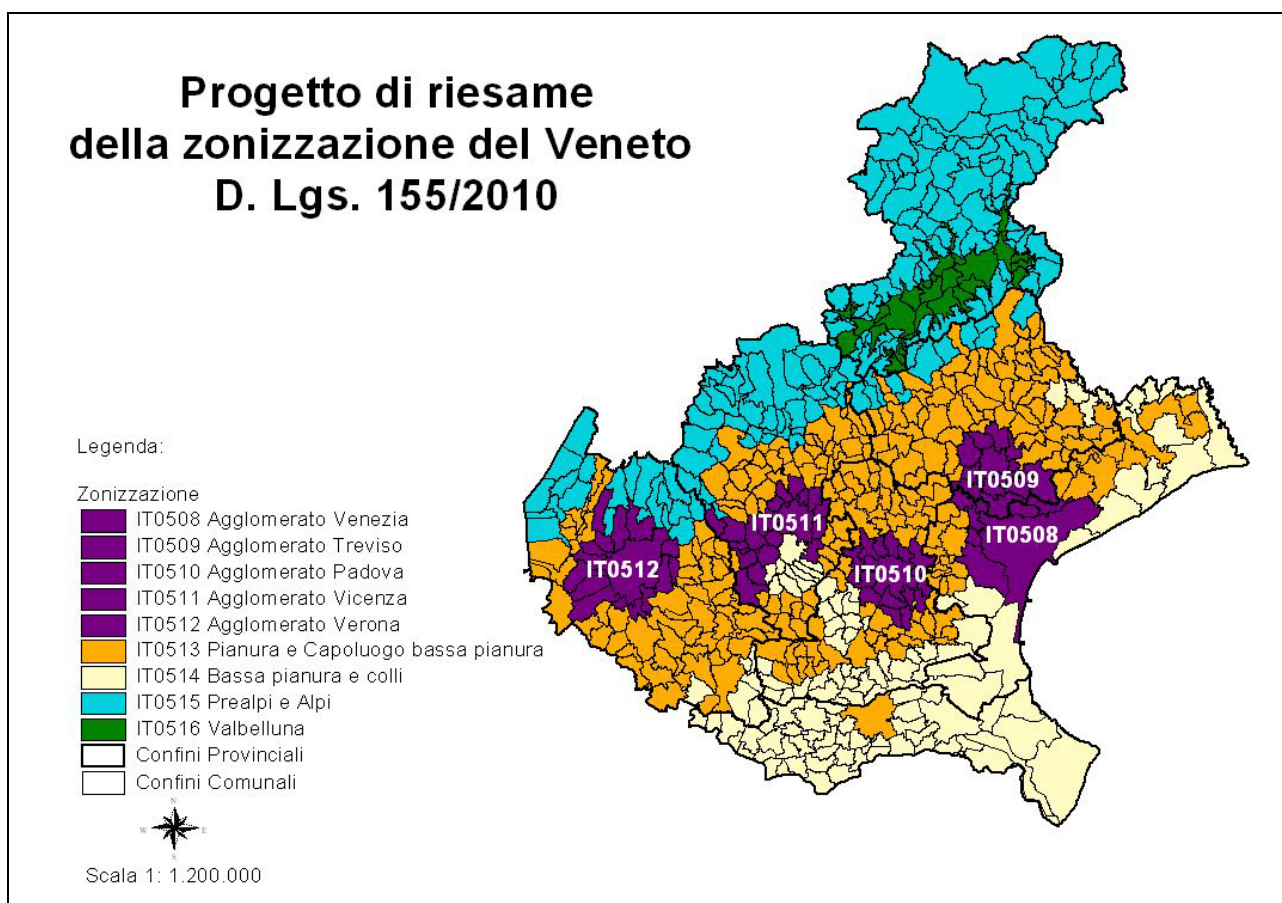 Progetto di riesame
della zonizzazione del Veneto
D. Lgs. 155/2010
Legenda:
Zonizzazione
IT0508 Agglomerato Venezia
IT0509 Agglomerato Treviso
IT0510 Agglomerato Padova
IT0511 Agglomerato Vicenza
IT0512 Agglomerato Verona
IT0513 Pianura e Capoluogo bassa pianura
IT0514 Bassa pianura e colli
IT0515 Prealpi e Alpi
IT0516 Valbelluna
Confini Provinciali
Confini Comunali
N
W E
S
Scala 1: 1.200.000
IT0509
IT0511
IT0508
IT0512
IT0510